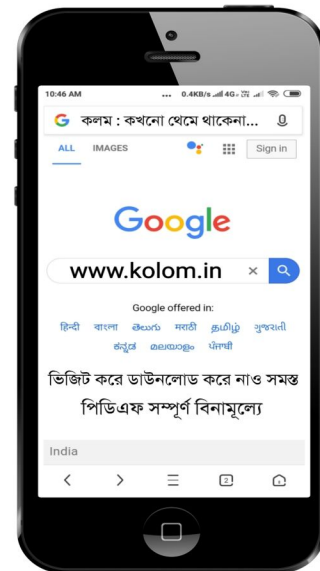 10:46 AM ... 0.4KB/s 4G
কলম : কখনো থেমে থাকেনা...
ALL IMAGES Sign in
Google
www.kolom.in ×
Google offered in:
हिन्दी বাংলা తెలుగు मराठी தமிழ் ગુજરાતી
ಕನ್ನಡ മലയാളം ਪੰਜਾਬੀ
ভিজিট করে ডাউনলোড করে নাও সমস্ত
পিডিএফ সম্পূর্ণ বিনামূল্যে
India
2